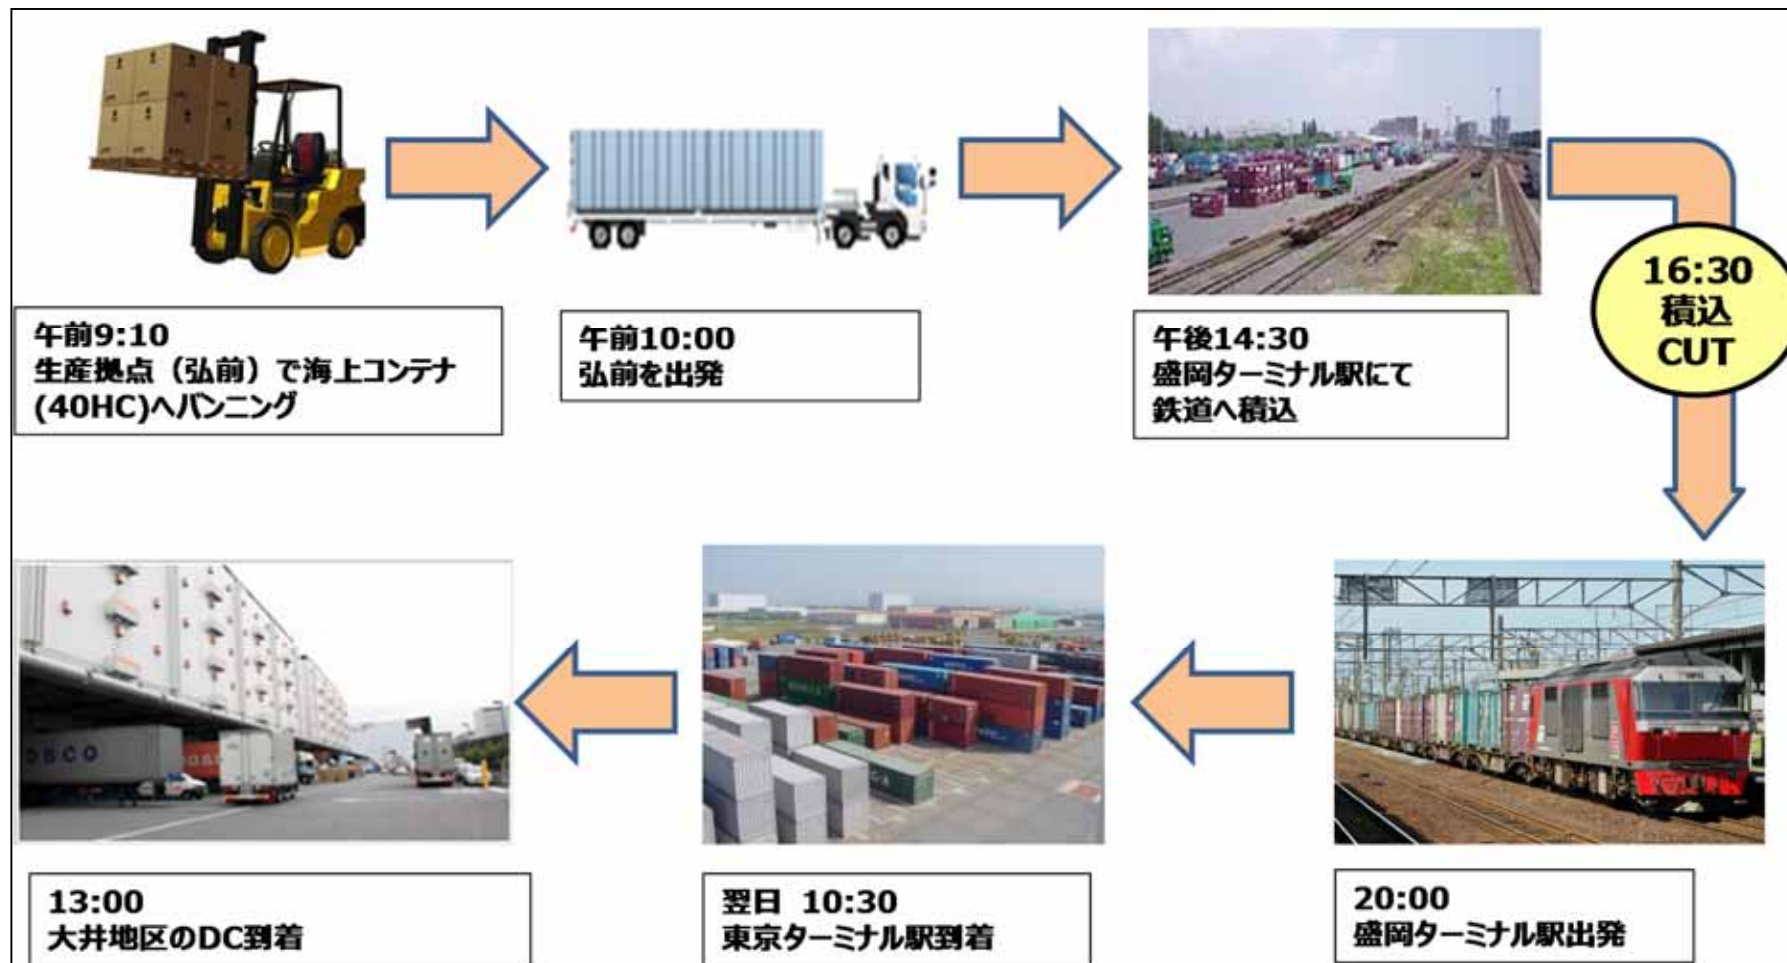 午前9:10
生産拠点（弘前）で海上コンテナ
(40HC)へバンニング
午前10:00
弘前を出発
午後14:30
盛岡ターミナル駅にて
鉄道へ積込
16:30
積込
CUT
20:00
盛岡ターミナル駅出発
翌日 10:30
東京ターミナル駅到着
13:00
大井地区のDC到着